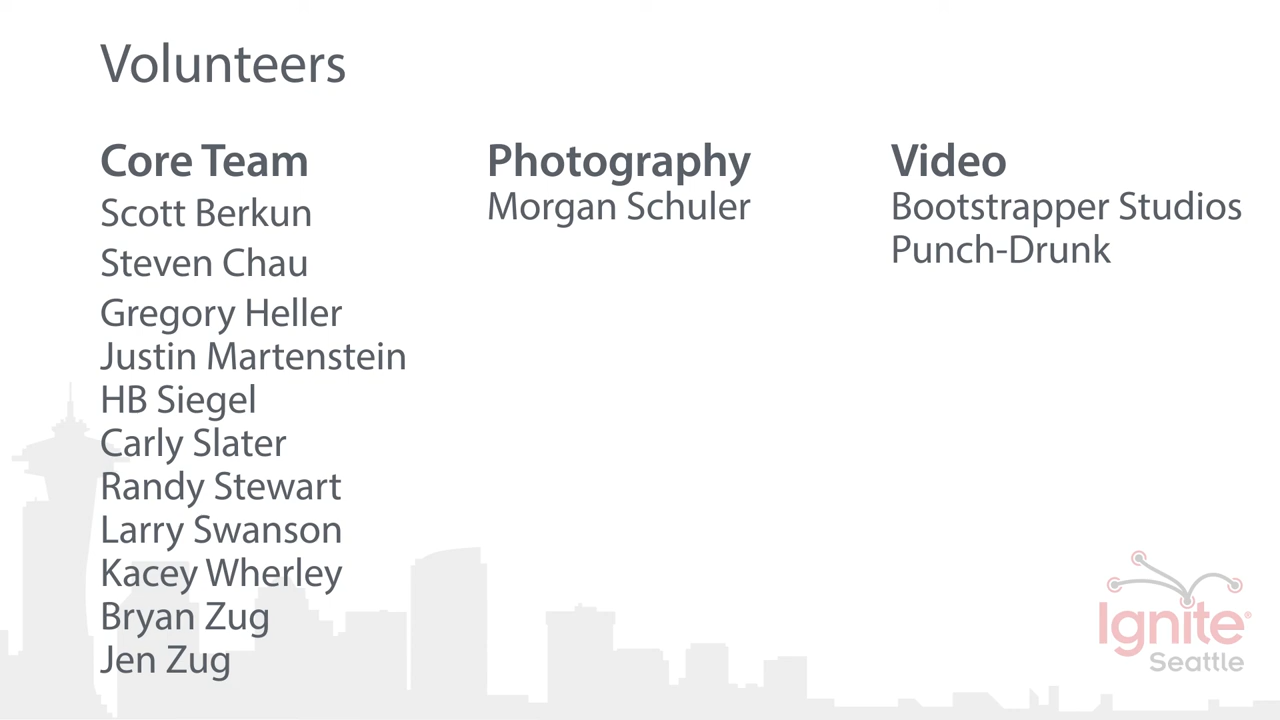 Volunteers
Core Team
Scott Berkun
Steven Chau
Gregory Heller
Justin Martenstein
HB Siegel
Carly Slater
Randy Stewart
Larry Swanson
Kacey Wherley
Bryan Zug
Jen Zug
Photography
Morgan Schuler
Video
Bootstrapper Studios
Punch-Drunk
Ignite®
Seattle